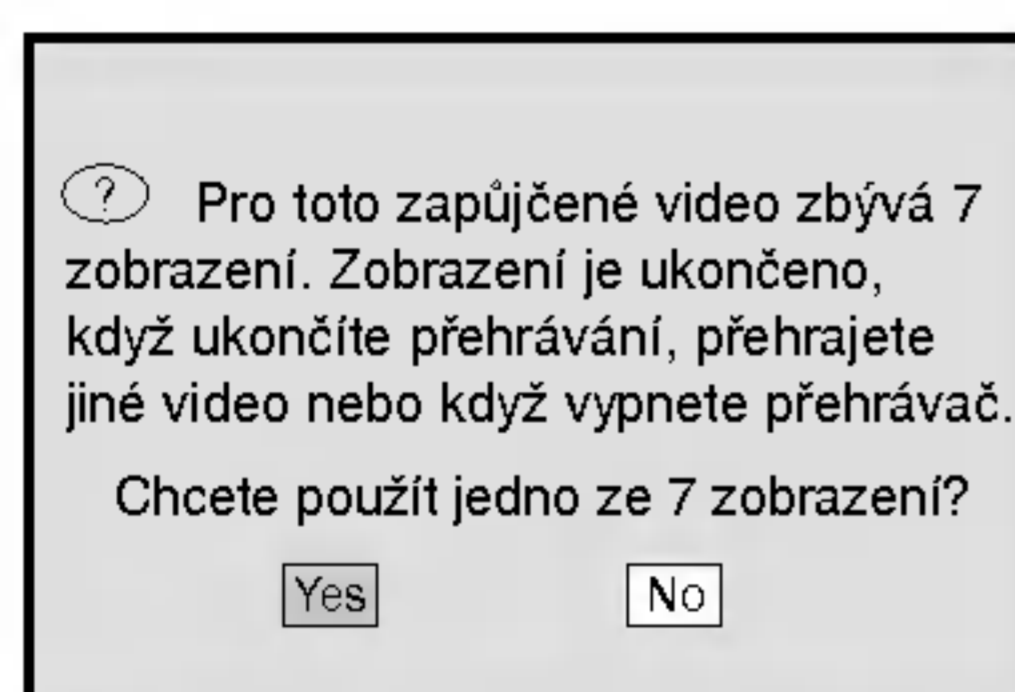 ? Pro toto zapůjčené video zbývá 7
zobrazení. Zobrazení je ukončeno,
když ukončíte přehrávání, přehrajete
jiné video nebo když vypnete přehrávač.
Chcete použít jedno ze 7 zobrazení?
Yes No